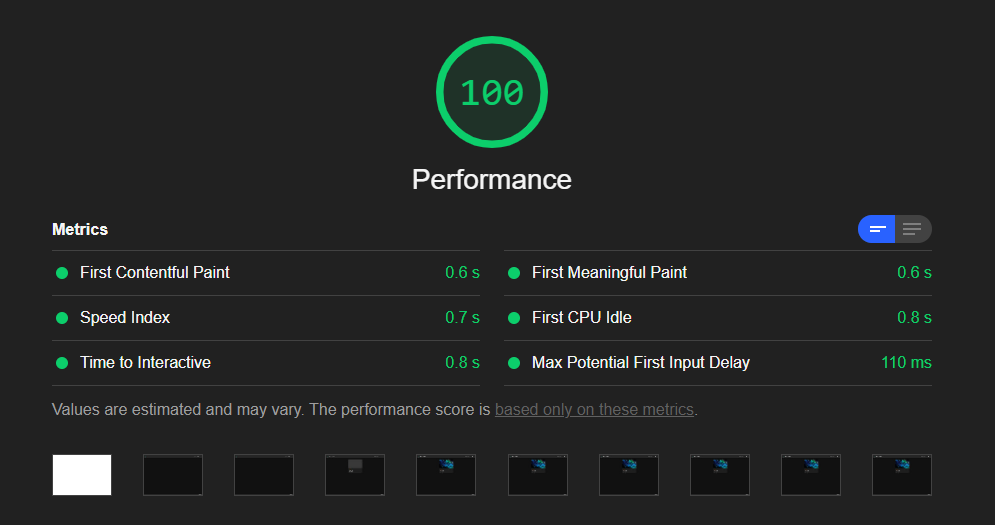 100
Performance
Metrics
First Contentful Paint 0.6 s
First Meaningful Paint 0.6 s
Speed Index 0.7 s
First CPU Idle 0.8 s
Time to Interactive 0.8 s
Max Potential First Input Delay 110 ms
Values are estimated and may vary. The performance score is based only on these metrics.